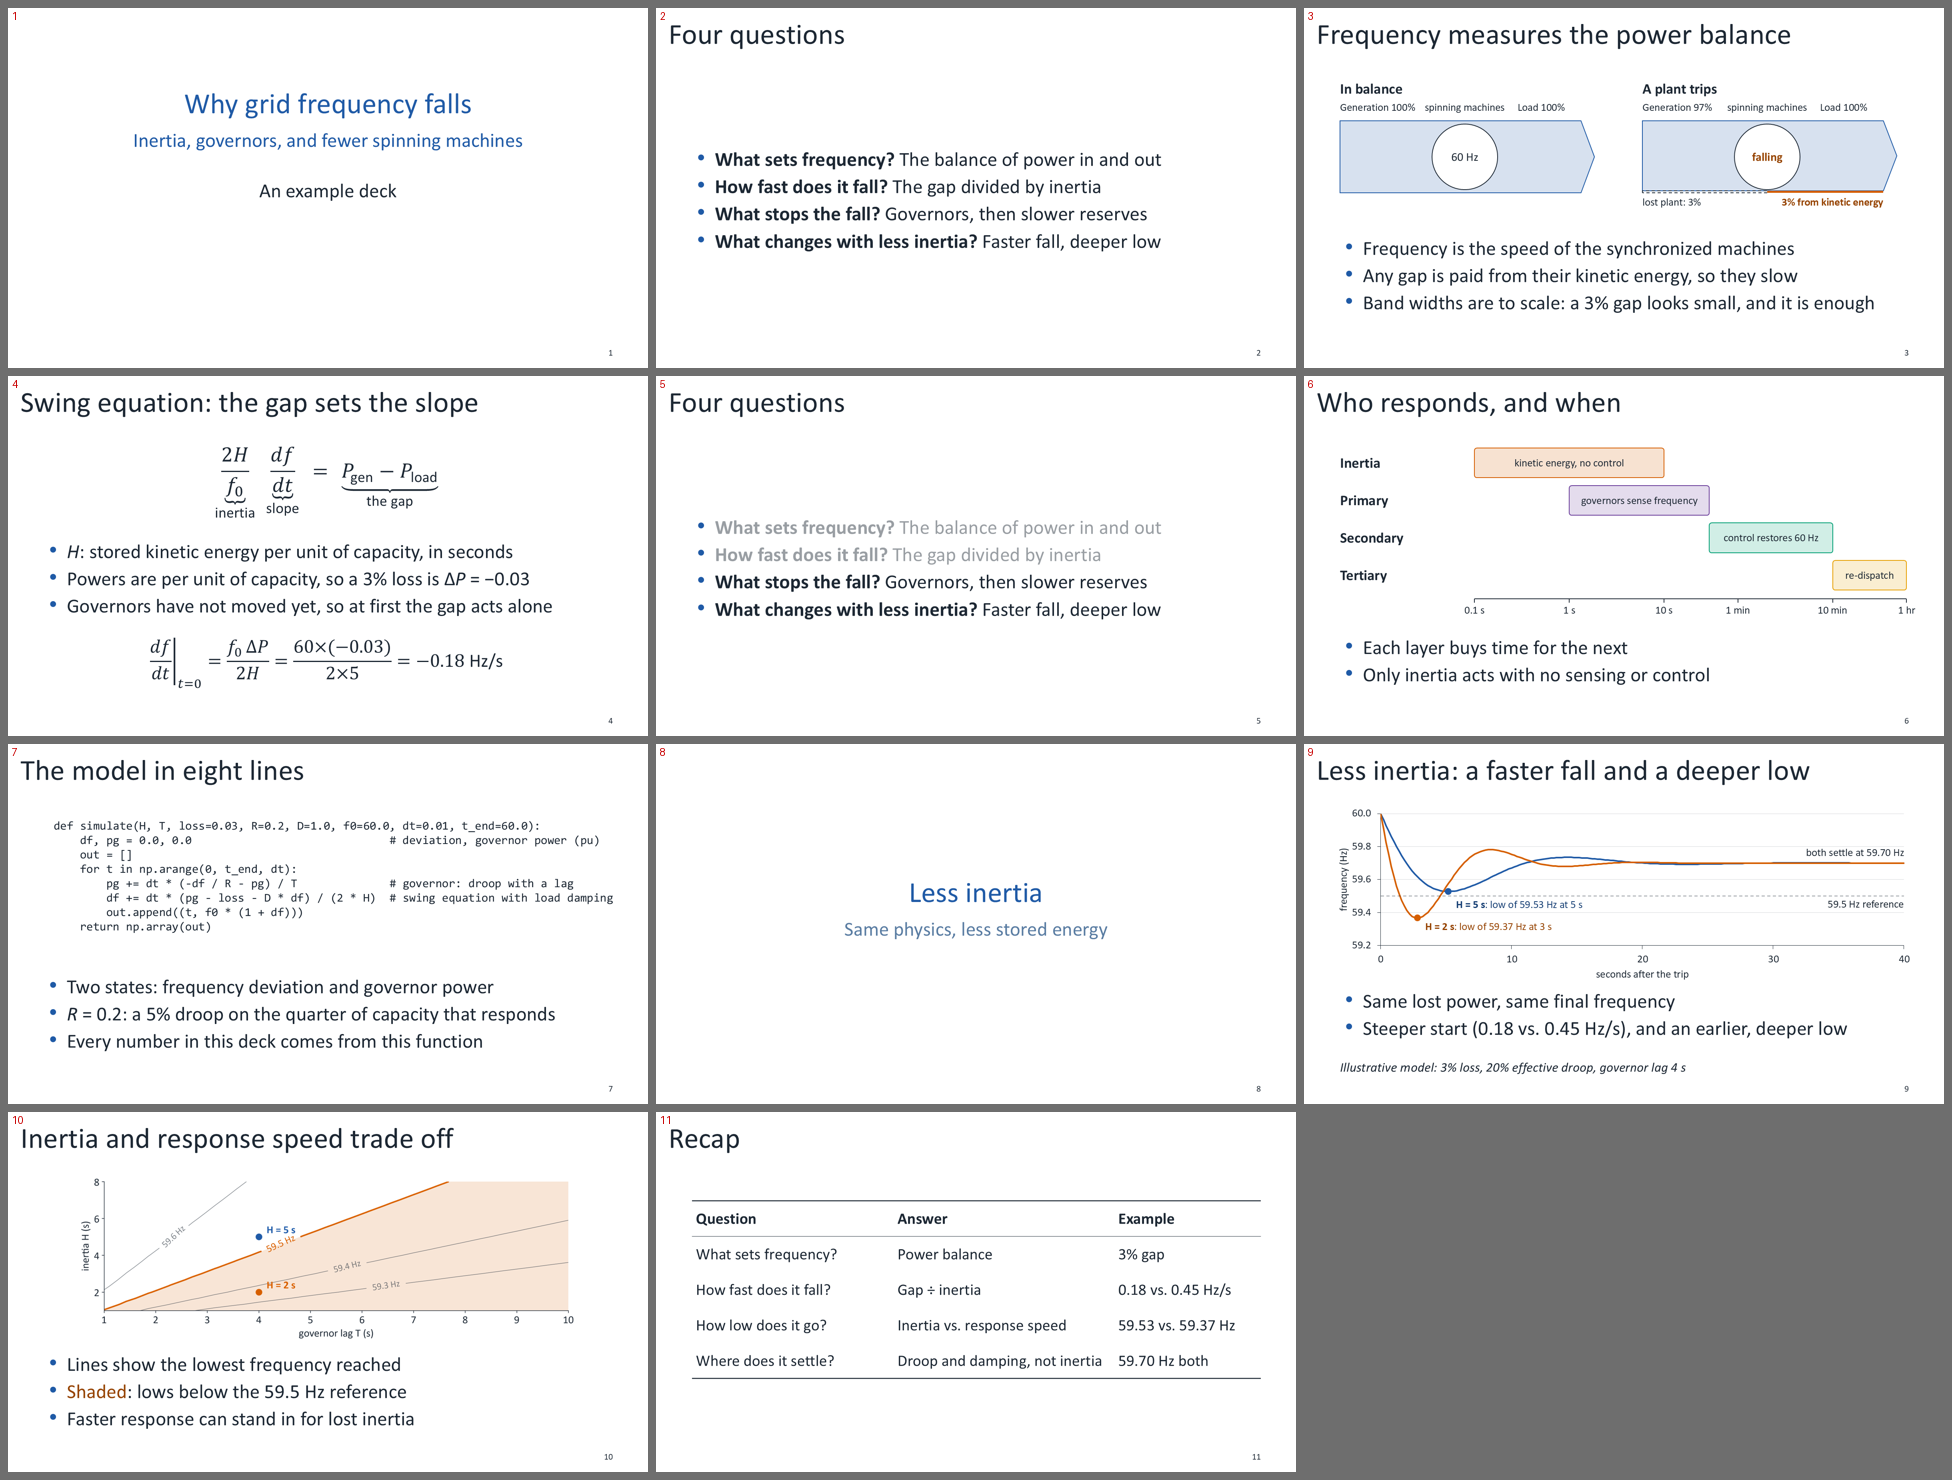 1
Why grid frequency falls
Inertia, governors, and fewer spinning machines
An example deck
1
2
Four questions
• What sets frequency? The balance of power in and out
• How fast does it fall? The gap divided by inertia
• What stops the fall? Governors, then slower reserves
• What changes with less inertia? Faster fall, deeper low
2
3
Frequency measures the power balance
In balance
Generation 100% spinning machines Load 100%
60 Hz
A plant trips
Generation 97% spinning machines Load 100%
falling
lost plant: 3%
3% from kinetic energy
• Frequency is the speed of the synchronized machines
• Any gap is paid from their kinetic energy, so they slow
• Band widths are to scale: a 3% gap looks small, and it is enough
3
4
Swing equation: the gap sets the slope
2H/f₀ df/dt = P_gen − P_load
inertia slope the gap
• H: stored kinetic energy per unit of capacity, in seconds
• Powers are per unit of capacity, so a 3% loss is ΔP = −0.03
• Governors have not moved yet, so at first the gap acts alone
df/dt|t=0 = f₀ ΔP/2H = 60×(−0.03)/2×5 = −0.18 Hz/s
4
5
Four questions
• What sets frequency? The balance of power in and out
• How fast does it fall? The gap divided by inertia
• What stops the fall? Governors, then slower reserves
• What changes with less inertia? Faster fall, deeper low
5
6
Who responds, and when
Inertia kinetic energy, no control
Primary governors sense frequency
Secondary control restores 60 Hz
Tertiary re-dispatch
0.1 s 1 s 10 s 1 min 10 min 1 hr
• Each layer buys time for the next
• Only inertia acts with no sensing or control
6
7
The model in eight lines
def simulate(H, T, loss=0.03, R=0.2, D=1.0, f0=60.0, dt=0.01, t_end=60.0):
    df, pg = 0.0, 0.0                              # deviation, governor power (pu)
    out = []
    for t in np.arange(0, t_end, dt):
        pg += dt * (-df / R - pg) / T              # governor: droop with a lag
        df += dt * (pg - loss - D * df) / (2 * H)  # swing equation with load damping
        out.append((t, f0 * (1 + df)))
    return np.array(out)
• Two states: frequency deviation and governor power
• R = 0.2: a 5% droop on the quarter of capacity that responds
• Every number in this deck comes from this function
7
8
Less inertia
Same physics, less stored energy
8
9
Less inertia: a faster fall and a deeper low
frequency (Hz)
60.0
59.8
59.6
59.4
59.2
both settle at 59.70 Hz
59.5 Hz reference
H = 5 s: low of 59.53 Hz at 5 s
H = 2 s: low of 59.37 Hz at 3 s
0 10 20 30 40
seconds after the trip
• Same lost power, same final frequency
• Steeper start (0.18 vs. 0.45 Hz/s), and an earlier, deeper low
Illustrative model: 3% loss, 20% effective droop, governor lag 4 s
9
10
Inertia and response speed trade off
inertia H (s)
8
6
4
2
59.6 Hz
H = 5 s
59.5 Hz
59.4 Hz
H = 2 s
59.3 Hz
1 2 3 4 5 6 7 8 9 10
governor lag T (s)
• Lines show the lowest frequency reached
• Shaded: lows below the 59.5 Hz reference
• Faster response can stand in for lost inertia
10
11
Recap
Question Answer Example
What sets frequency? Power balance 3% gap
How fast does it fall? Gap ÷ inertia 0.18 vs. 0.45 Hz/s
How low does it go? Inertia vs. response speed 59.53 vs. 59.37 Hz
Where does it settle? Droop and damping, not inertia 59.70 Hz both
11